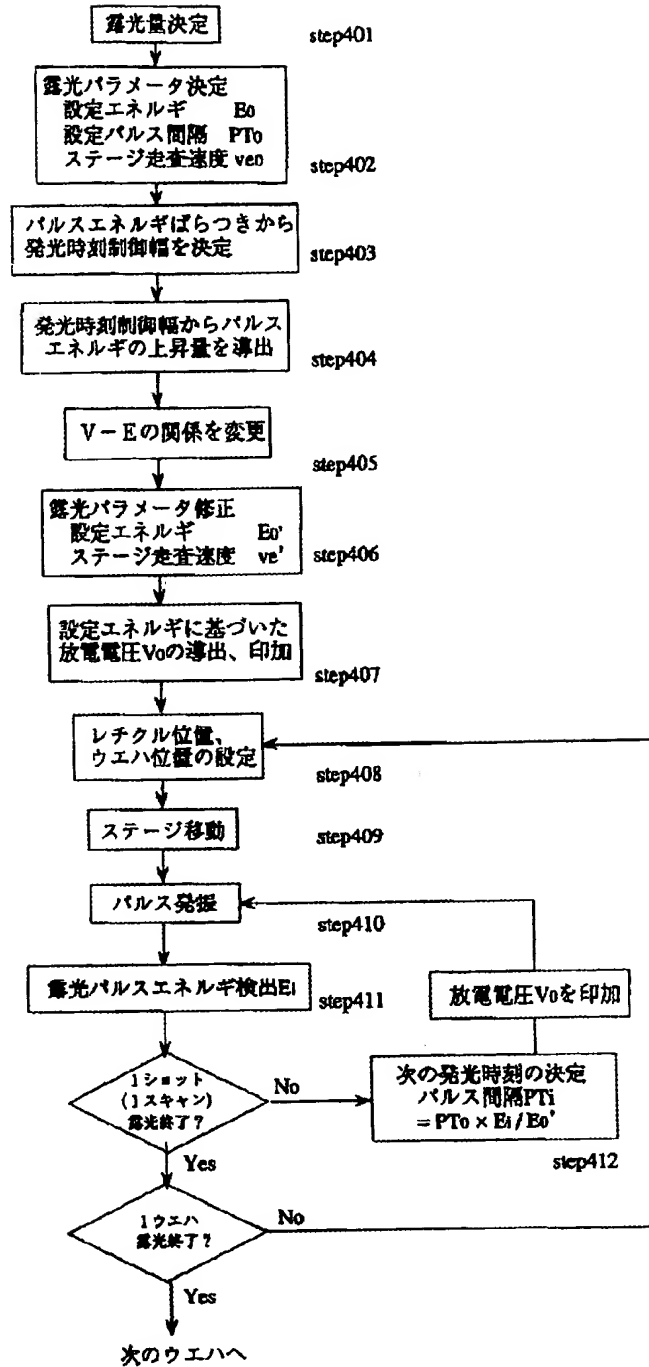 露光量決定
step401
露光パラメータ決定
設定エネルギ E0
設定パルス間隔 PT0
ステージ走査速度 ve0
step402
パルスエネルギばらつきから
発光時刻制御幅を決定
step403
発光時刻制御幅からパルス
エネルギの上昇量を導出
step404
V－Eの関係を変更
step405
露光パラメータ修正
設定エネルギ E0'
ステージ走査速度 ve'
step406
設定エネルギに基づいた
放電電圧V0の導出、印加
step407
レチクル位置、
ウエハ位置の設定
step408
ステージ移動
step409
パルス発振
step410
露光パルスエネルギ検出Ei
step411
放電電圧V0を印加
1ショット
(1スキャン)
露光終了？
No
次の発光時刻の決定
パルス間隔PTi
＝PT0×Ei/E0'
step412
Yes
1ウエハ
露光終了？
No
Yes
次のウエハへ